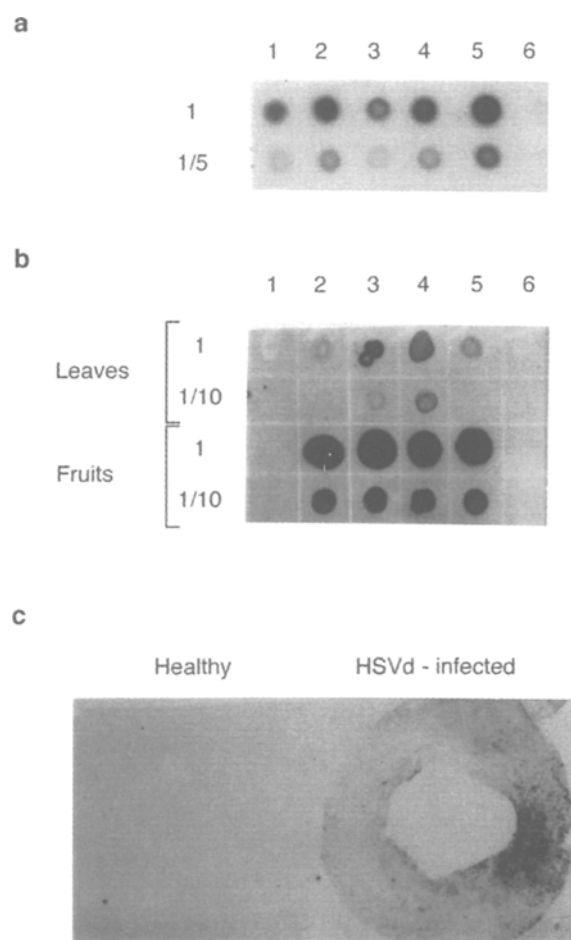 a
1 2 3 4 5 6
1
1/5
b
1 2 3 4 5 6
Leaves
1
1/10
Fruits
1
1/10
c
Healthy HSVd - infected